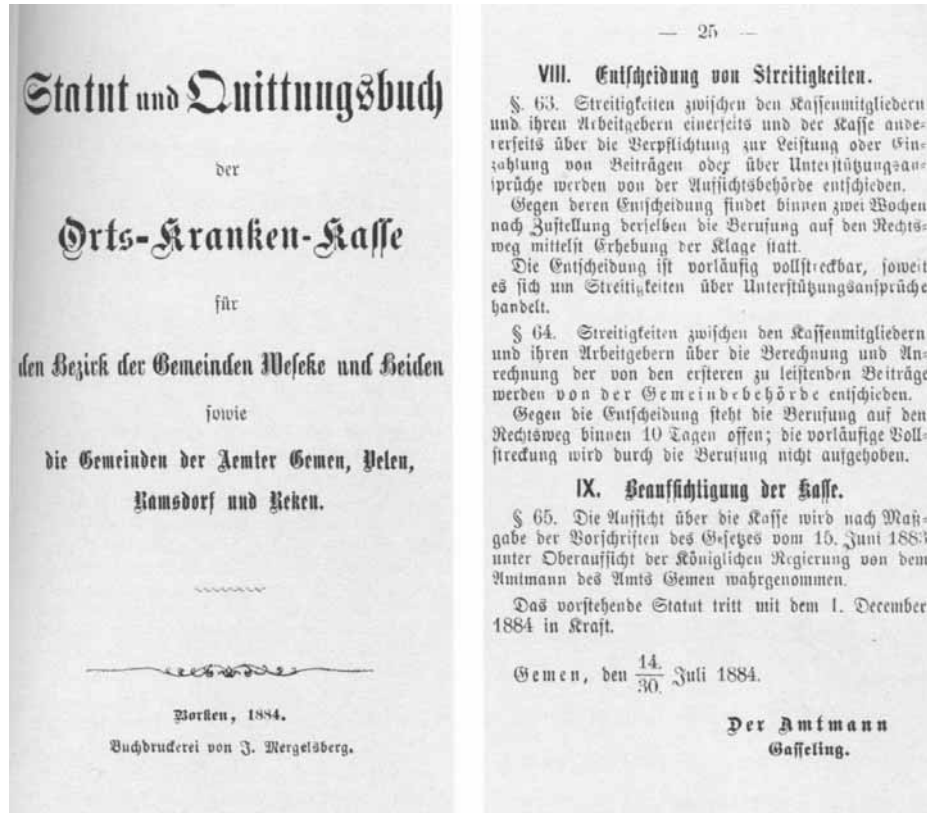 Statut und Quittungsbuch
der
Orts-Kranken-Kasse
für
den Bezirk der Gemeinden Weseke und Heiden
sowie
die Gemeinden der Aemter Gemen, Velen,
Ramsdorf und Reken.
Borken, 1884.
Buchdruckerei von J. Mergelsberg.
— 25 —
VIII. Entscheidung von Streitigkeiten.
§. 63. Streitigkeiten zwischen den Kassenmitgliedern
und ihren Arbeitgebern einerseits und der Kasse ande-
rerseits über die Verpflichtung zur Leistung oder Ein-
zahlung von Beiträgen oder über Unterstützungsan-
sprüche werden von der Aufsichtsbehörde entschieden.
Gegen deren Entscheidung findet binnen zwei Wochen
nach Zustellung derselben die Berufung auf den Rechts-
weg mittelst Erhebung der Klage statt.
Die Entscheidung ist vorläufig vollstreckbar, soweit
es sich um Streitigkeiten über Unterstützungsansprüche
handelt.
§ 64. Streitigkeiten zwischen den Kassenmitgliedern
und ihren Arbeitgebern über die Berechnung und An-
rechnung der von den ersteren zu leistenden Beiträge
werden von der Gemeindebehörde entschieden.
Gegen die Entscheidung steht die Berufung auf den
Rechtsweg binnen 10 Tagen offen; die vorläufige Voll-
streckung wird durch die Berufung nicht aufgehoben.
IX. Beaufsichtigung der Kasse.
§ 65. Die Aufsicht über die Kasse wird nach Maß-
gabe der Vorschriften des Gesetzes vom 15. Juni 1883
unter Oberaufsicht der Königlichen Regierung von dem
Amtmann des Amts Gemen wahrgenommen.
Das vorstehende Statut tritt mit dem 1. December
1884 in Kraft.
Gemen, den 14./30. Juli 1884.
Der Amtmann
Gasseling.